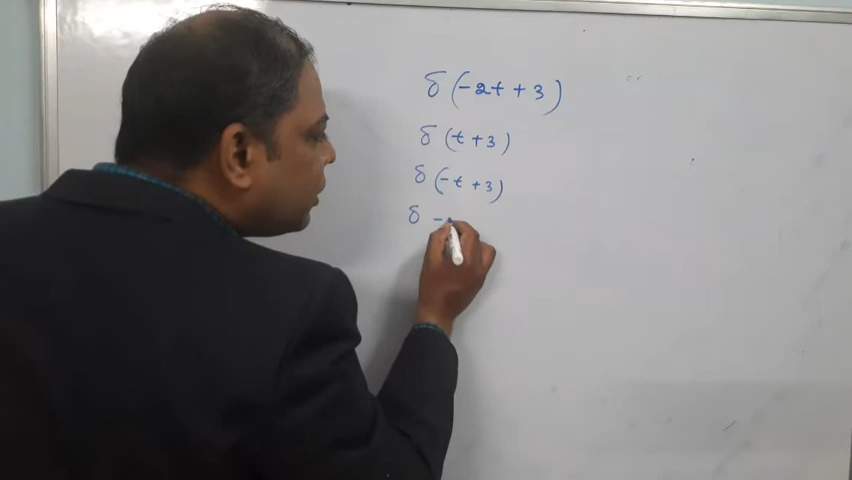 δ (-2t + 3)
δ (t + 3)
δ (-t + 3)
δ -